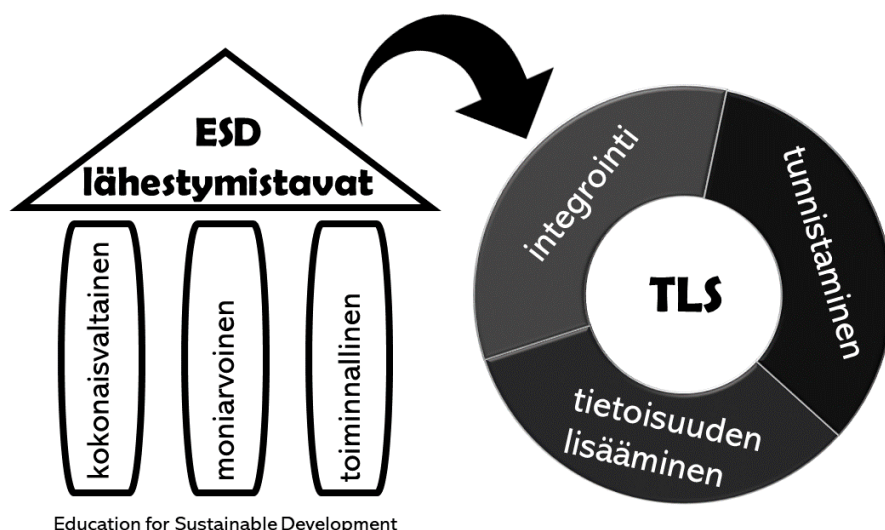 ESD
lähestymistavat
kokonaisvaltainen
moniarvoinen
toiminnallinen
Education for Sustainable Development
integrointi
tunnistaminen
TLS
tietoisuuden
lisääminen